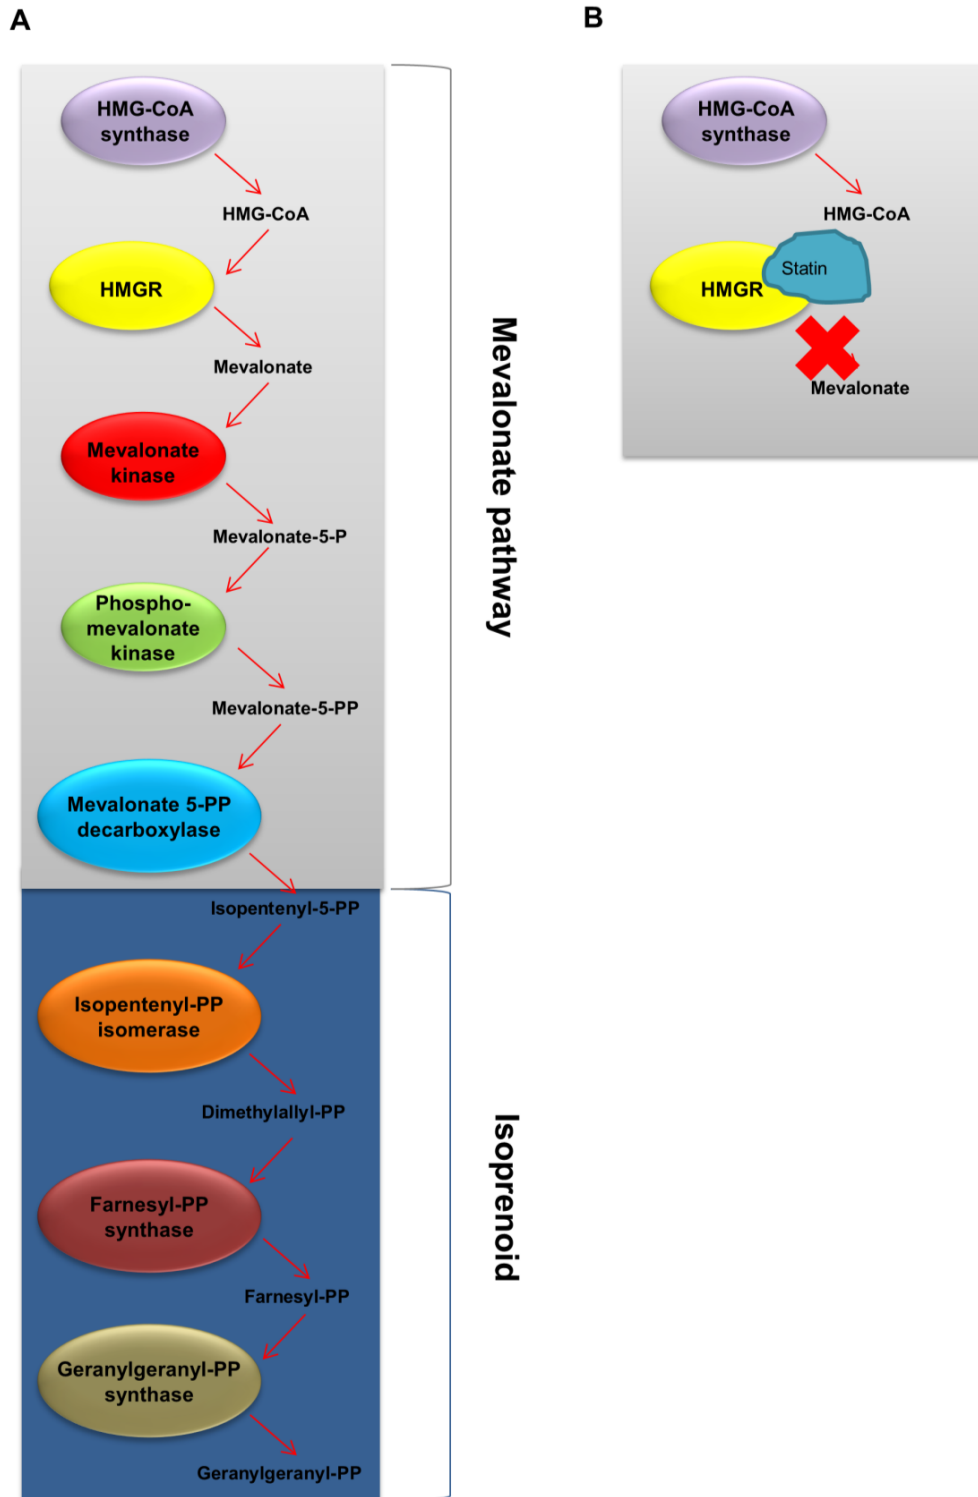 A
HMG-CoA
synthase
HMG-CoA
HMGR
Mevalonate
Mevalonate
kinase
Mevalonate-5-P
Phospho-
mevalonate
kinase
Mevalonate-5-PP
Mevalonate 5-PP
decarboxylase
Isopentenyl-5-PP
Isopentenyl-PP
isomerase
Dimethylallyl-PP
Farnesyl-PP
synthase
Farnesyl-PP
Geranylgeranyl-PP
synthase
Geranylgeranyl-PP
Mevalonate pathway
Isoprenoid
B
HMG-CoA
synthase
HMG-CoA
Statin
HMGR
Mevalonate